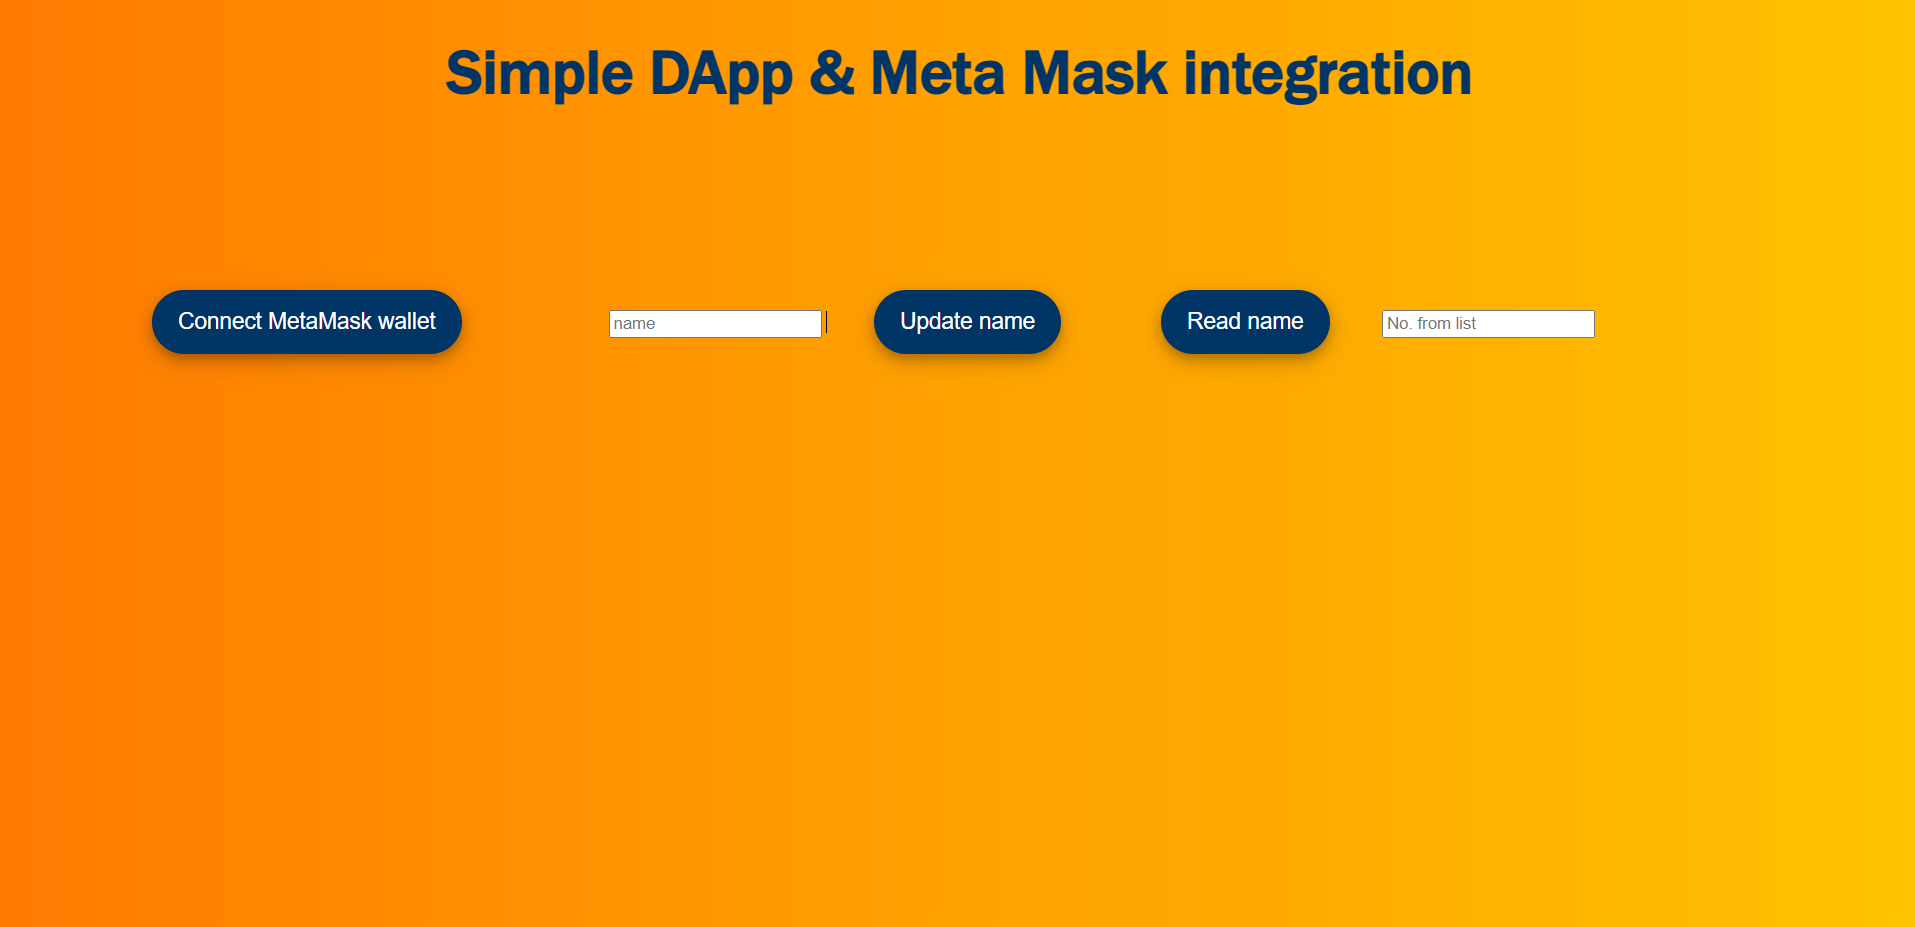 Simple DApp & Meta Mask integration
Connect MetaMask wallet
name
Update name
Read name
No. from list